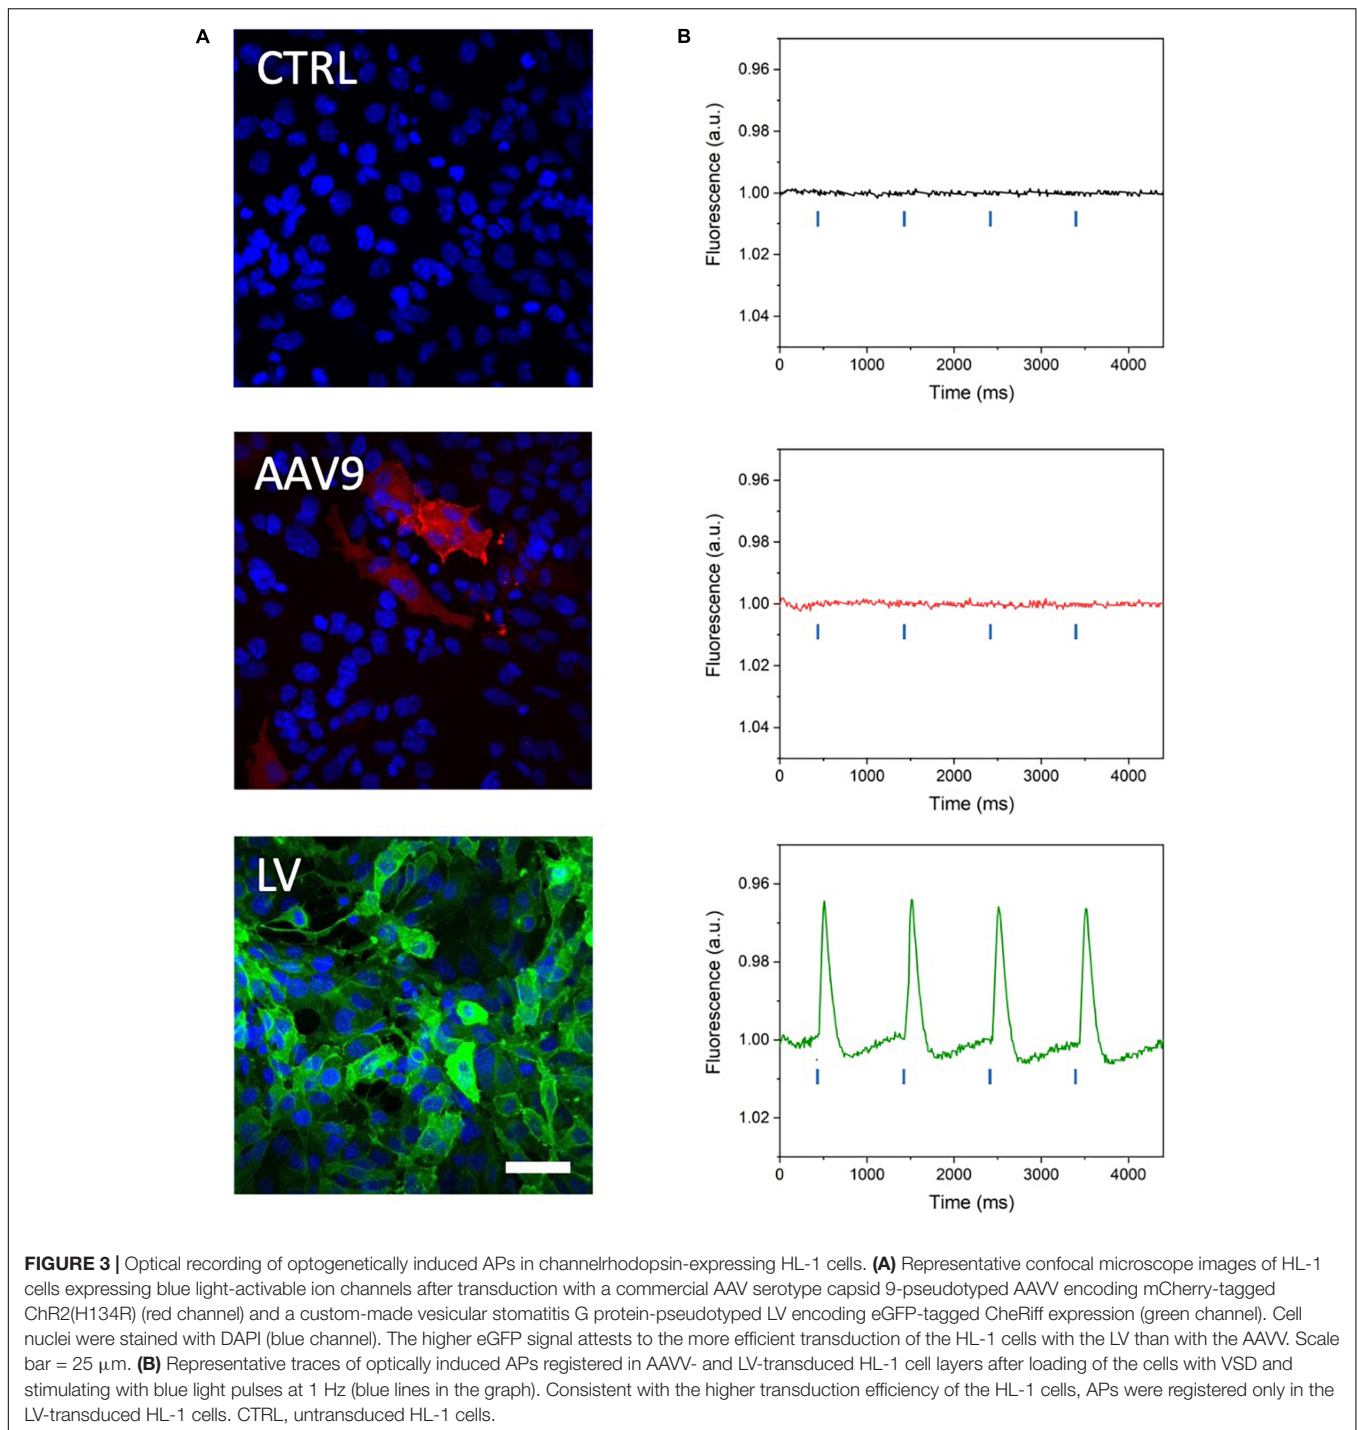 A
CTRL
B
0.96
0.98
1.00
1.02
1.04
Fluorescence (a.u.)
0
1000
2000
3000
4000
Time (ms)
AAV9
0.96
0.98
1.00
1.02
1.04
Fluorescence (a.u.)
0
1000
2000
3000
4000
Time (ms)
LV
0.96
0.98
1.00
1.02
Fluorescence (a.u.)
0
1000
2000
3000
4000
Time (ms)
FIGURE 3 | Optical recording of optogenetically induced APs in channelrhodopsin-expressing HL-1 cells. (A) Representative confocal microscope images of HL-1
cells expressing blue light-activable ion channels after transduction with a commercial AAV serotype capsid 9-pseudotyped AAVV encoding mCherry-tagged
ChR2(H134R) (red channel) and a custom-made vesicular stomatitis G protein-pseudotyped LV encoding eGFP-tagged CheRiff expression (green channel). Cell
nuclei were stained with DAPI (blue channel). The higher eGFP signal attests to the more efficient transduction of the HL-1 cells with the LV than with the AAVV. Scale
bar = 25 μm. (B) Representative traces of optically induced APs registered in AAVV- and LV-transduced HL-1 cell layers after loading of the cells with VSD and
stimulating with blue light pulses at 1 Hz (blue lines in the graph). Consistent with the higher transduction efficiency of the HL-1 cells, APs were registered only in the
LV-transduced HL-1 cells. CTRL, untransduced HL-1 cells.